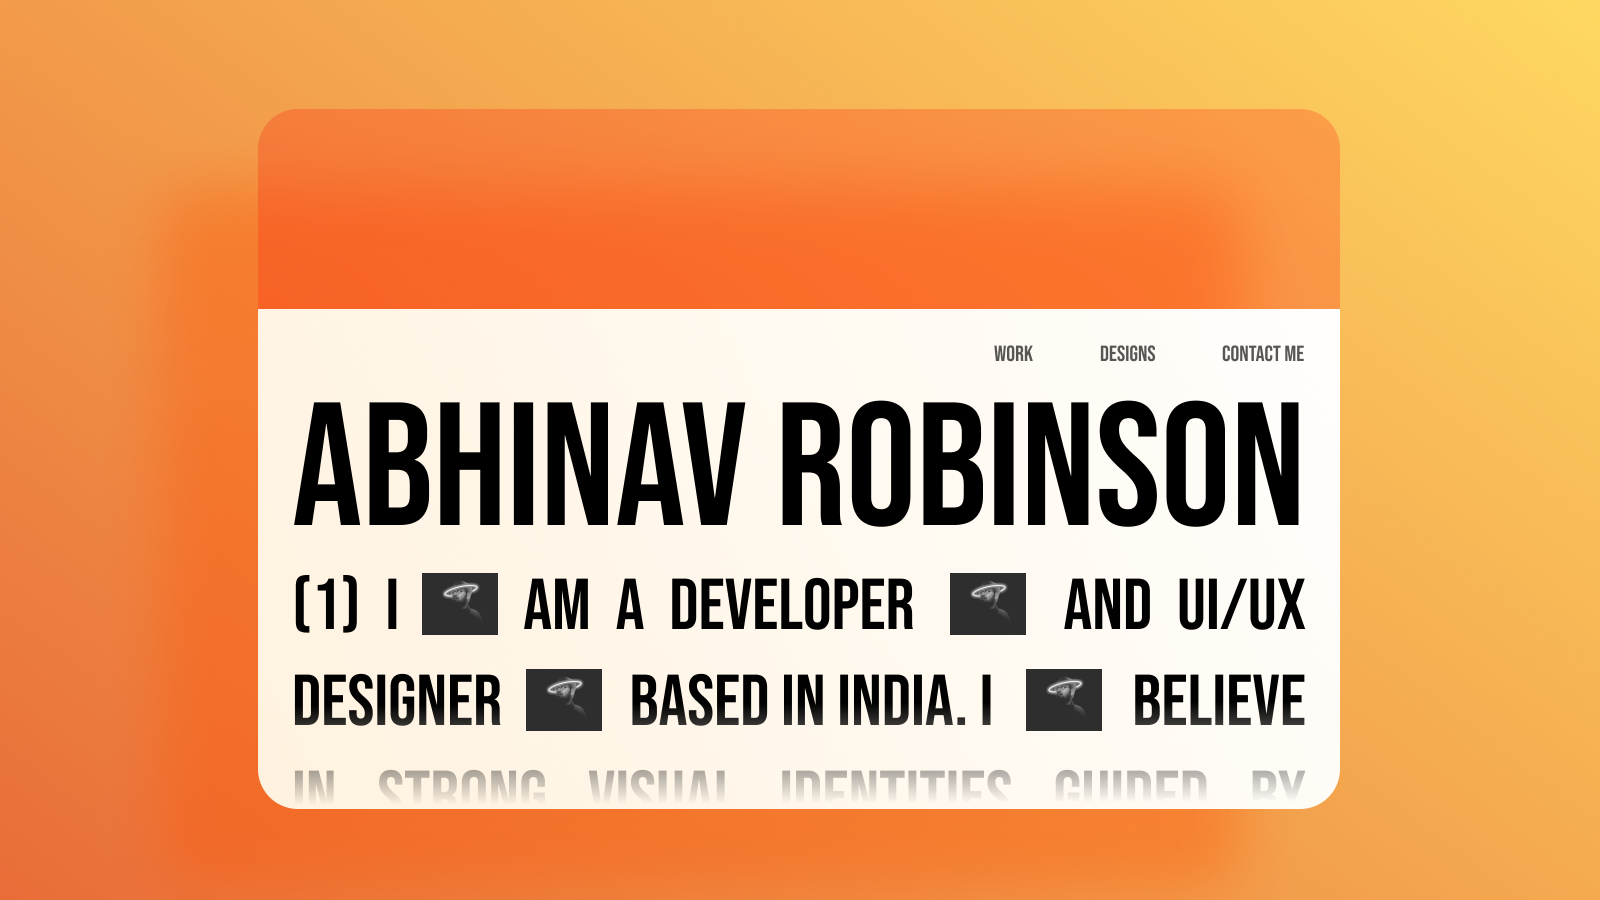 WORK DESIGNS CONTACT ME
ABHINAV ROBINSON
(1) I AM A DEVELOPER AND UI/UX
DESIGNER BASED IN INDIA. I BELIEVE
IN STRONG VISUAL IDENTITIES GUIDED BY